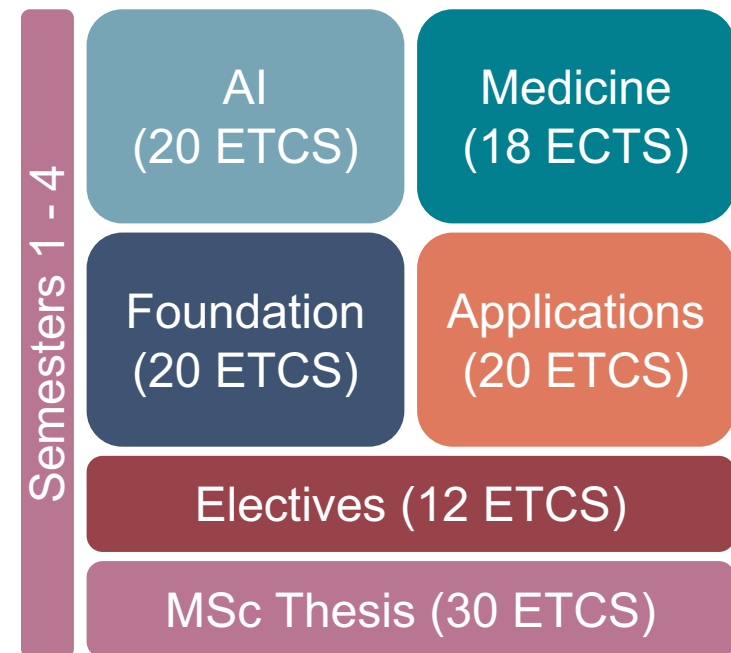 Semesters 1 - 4
AI
(20 ETCS)
Medicine
(18 ECTS)
Foundation
(20 ETCS)
Applications
(20 ETCS)
Electives (12 ETCS)
MSc Thesis (30 ETCS)